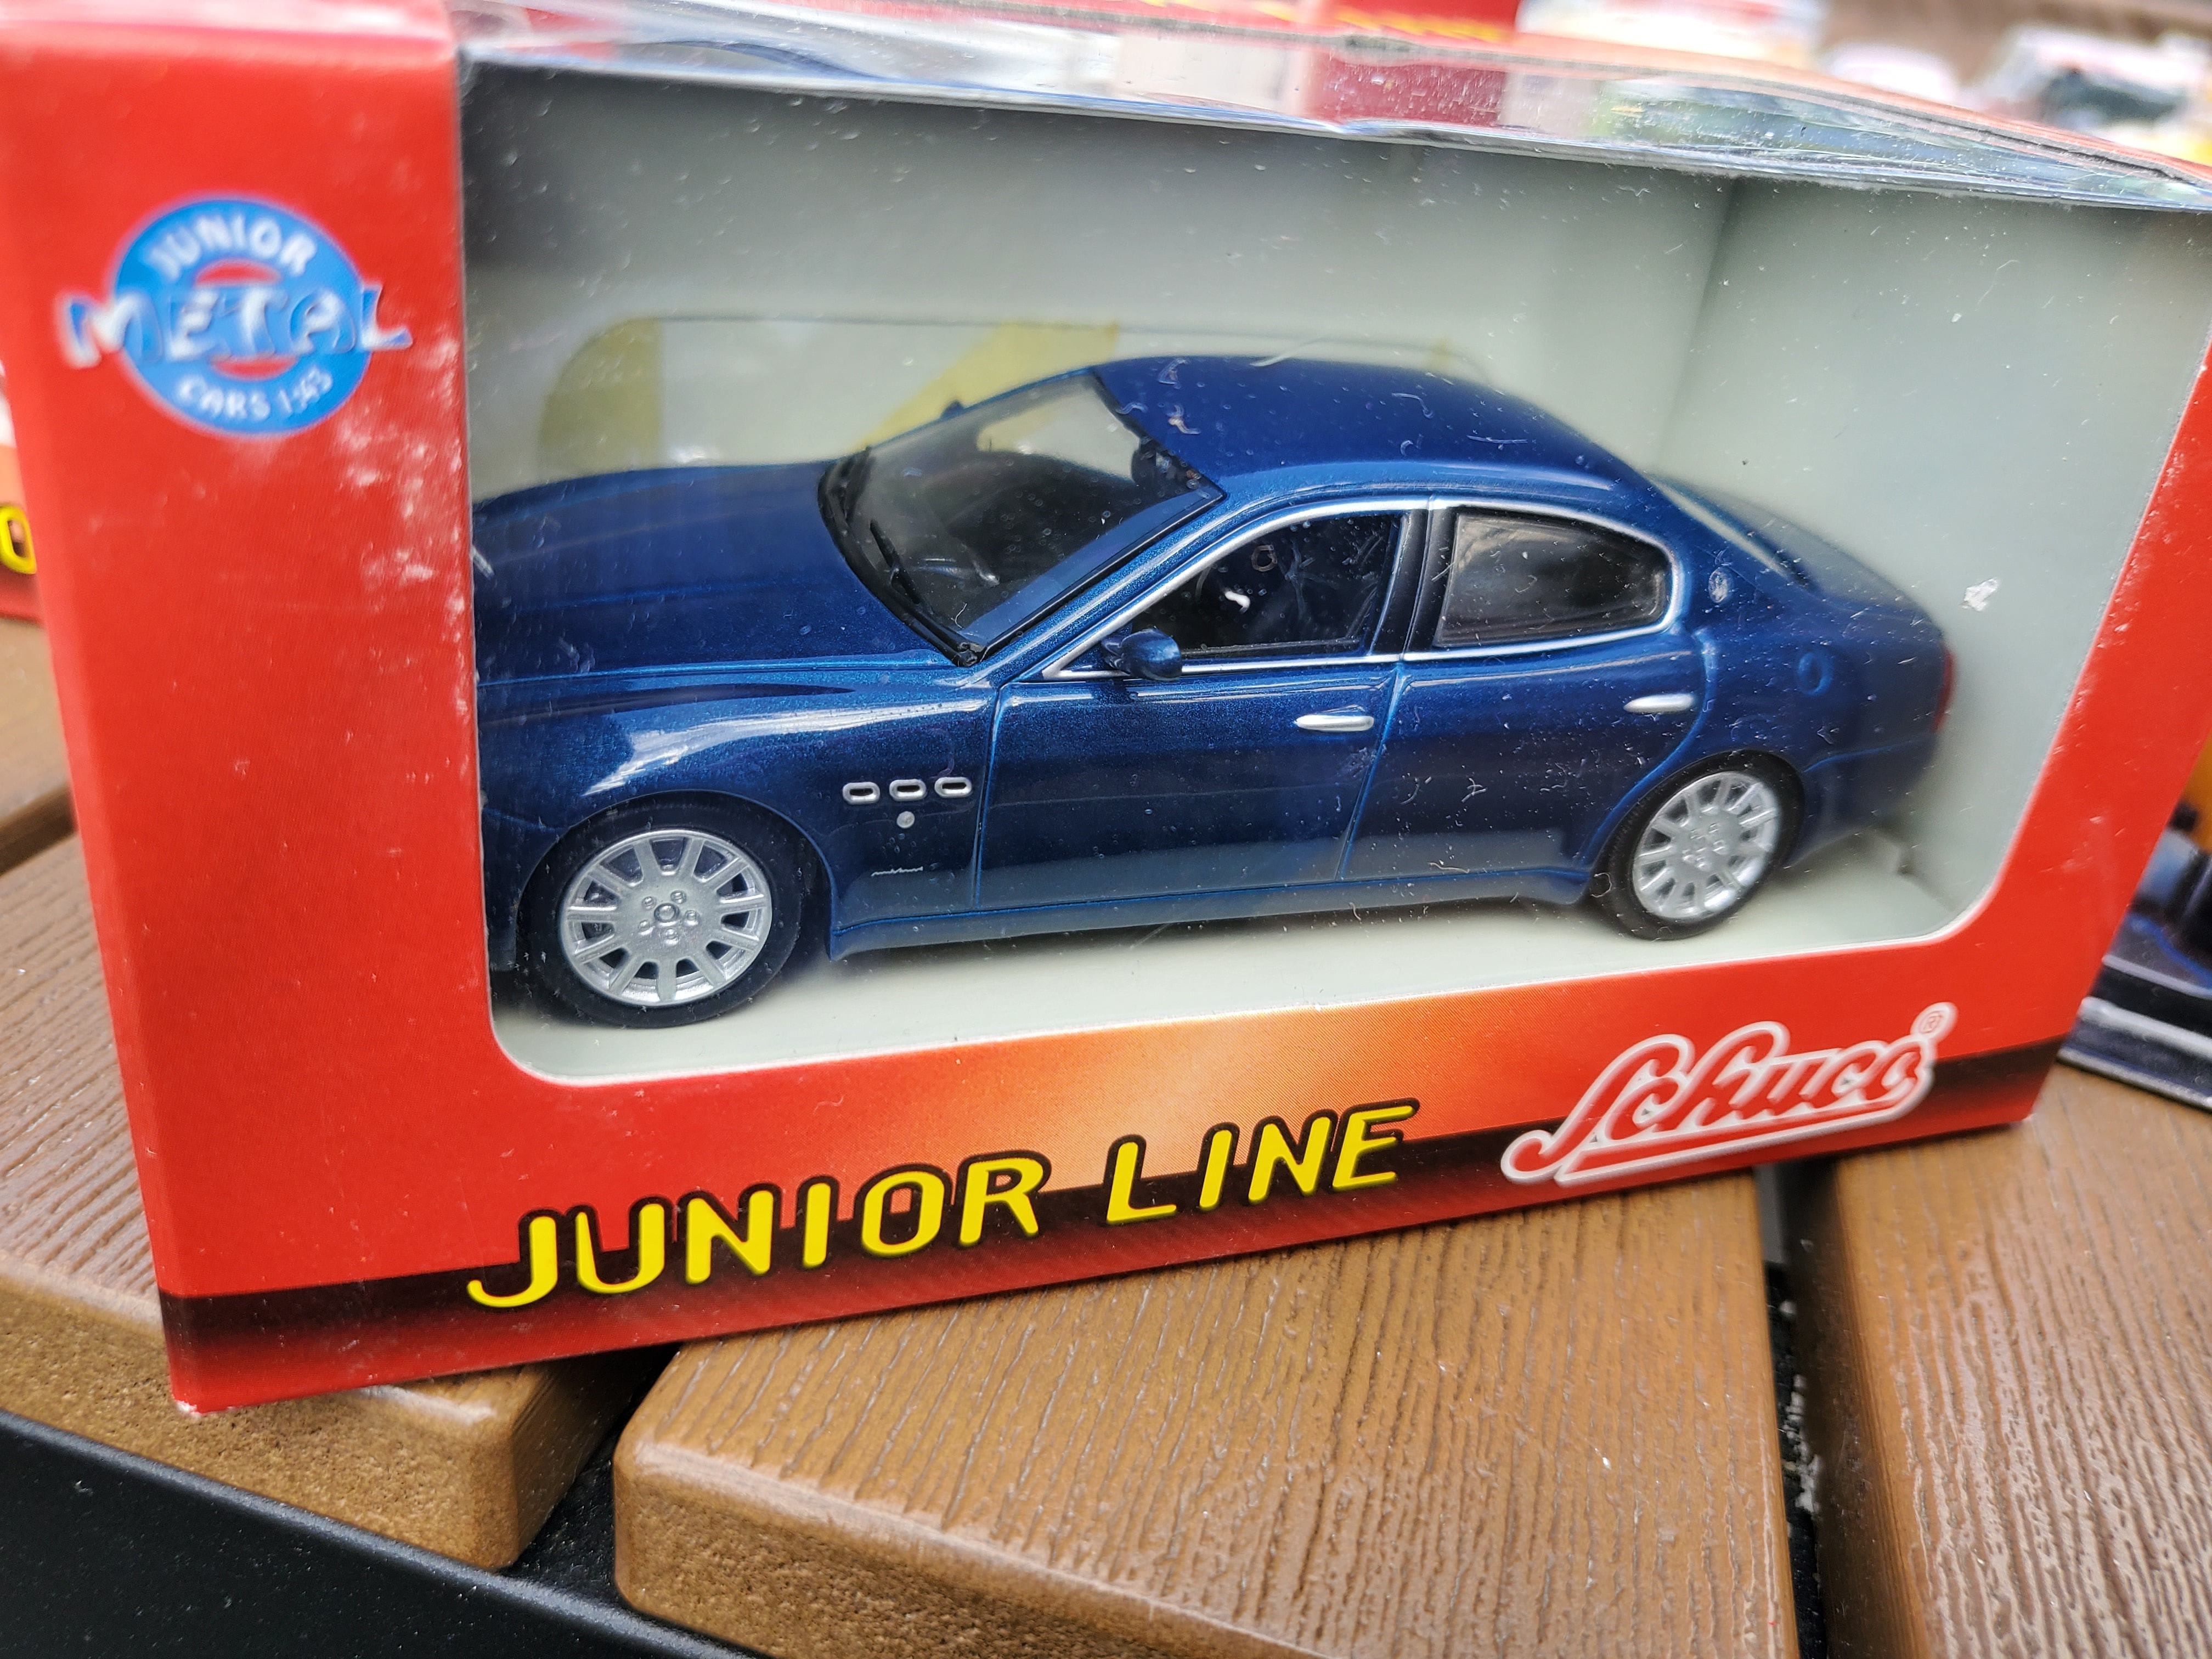 JUNIOR
METAL
CARS 1:43
JUNIOR LINE
Schuco®